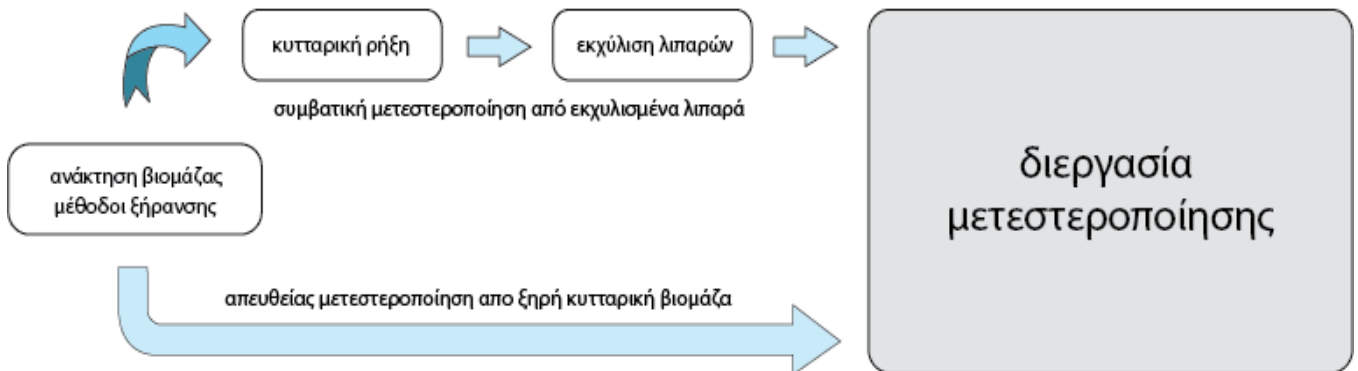 κυτταρική ρήξη
εκχύλιση λιπαρών
συμβατική μετεστεροποίηση από εκχυλισμένα λιπαρά
ανάκτηση βιομάζας
μέθοδοι ξήρανσης
διεργασία
μετεστεροποίησης
απευθείας μετεστεροποίηση απο ξηρή κυτταρική βιομάζα